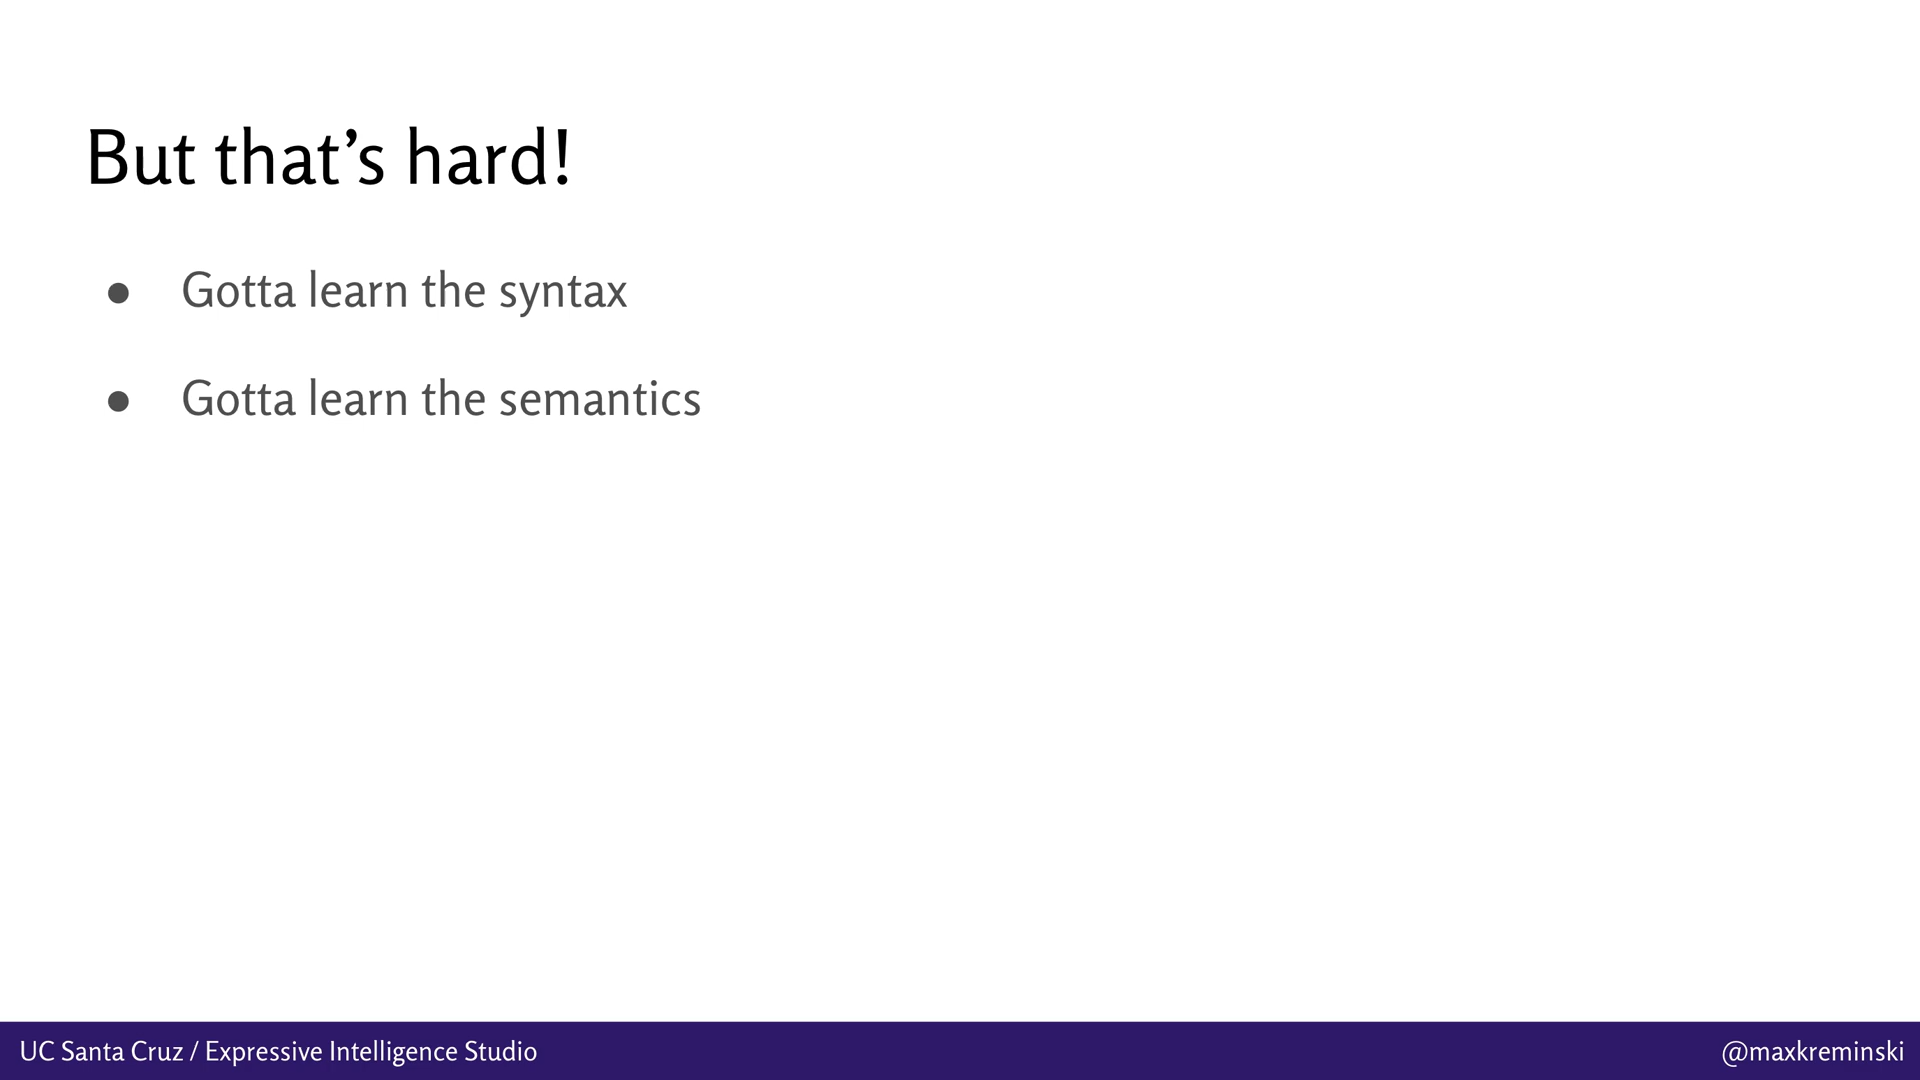 But that’s hard!
● Gotta learn the syntax
● Gotta learn the semantics
UC Santa Cruz / Expressive Intelligence Studio
@maxkreminski